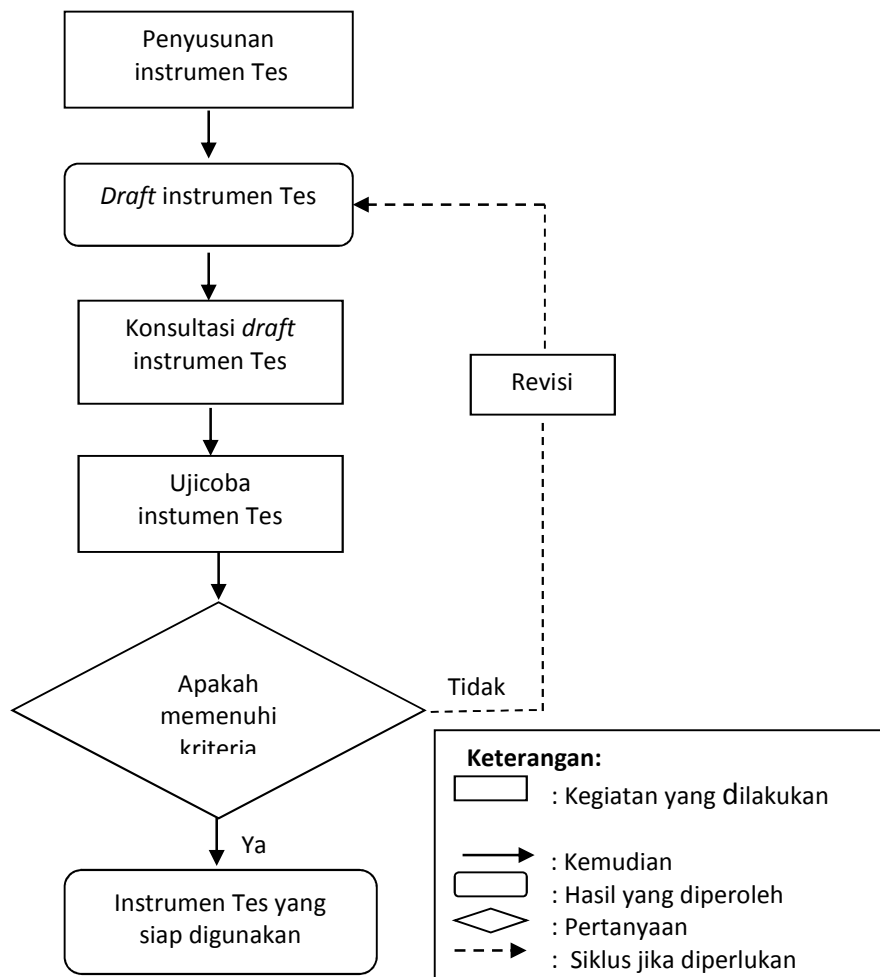 Penyusunan
instrumen Tes
Draft instrumen Tes
Konsultasi draft
instrumen Tes
Revisi
Ujicoba
instumen Tes
Apakah
memenuhi
kriteria
Tidak
Ya
Instrumen Tes yang
siap digunakan
Keterangan:
: Kegiatan yang dilakukan
: Kemudian
: Hasil yang diperoleh
: Pertanyaan
: Siklus jika diperlukan